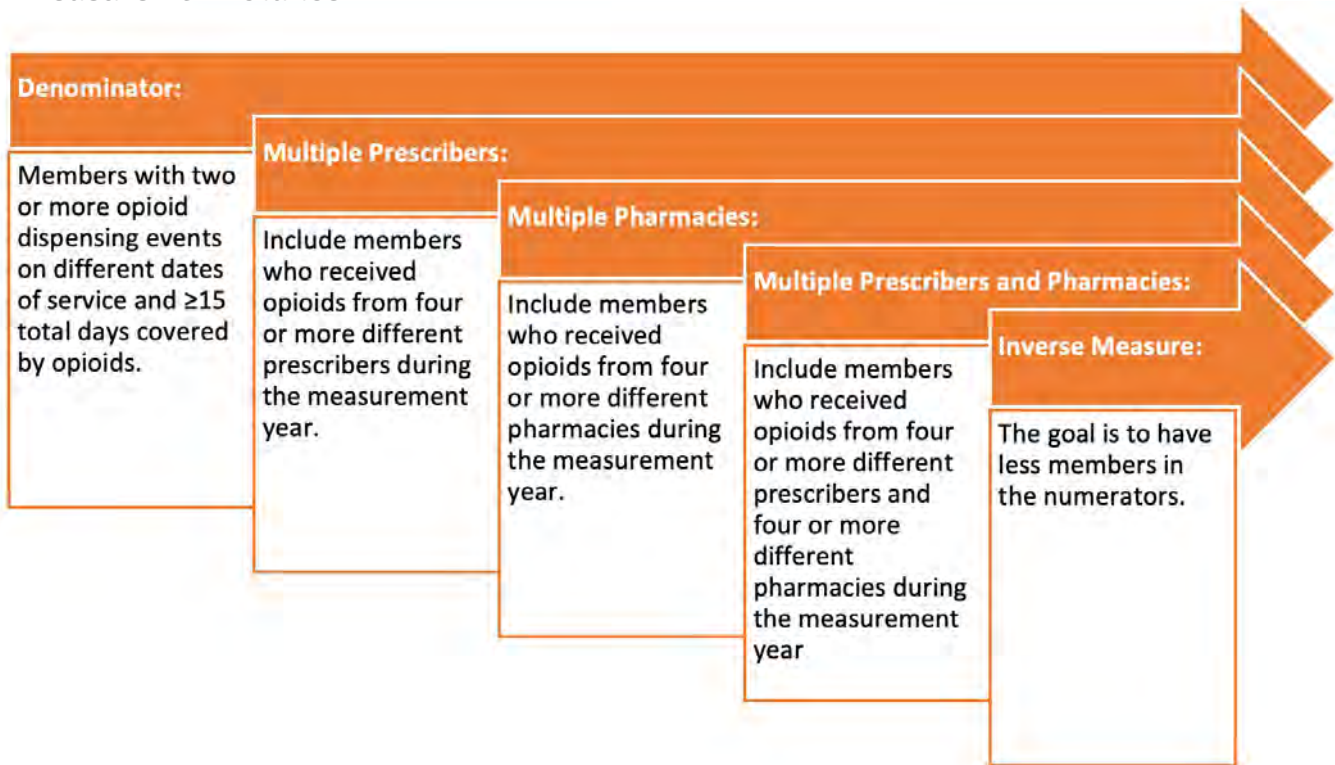 Denominator:
Members with two
or more opioid
dispensing events
on different dates
of service and ≥15
total days covered
by opioids.
Multiple Prescribers:
Include members
who received
opioids from four
or more different
prescribers during
the measurement
year.
Multiple Pharmacies:
Include members
who received
opioids from four
or more different
pharmacies during
the measurement
year.
Multiple Prescribers and Pharmacies:
Include members
who received
opioids from four
or more different
prescribers and
four or more
different
pharmacies during
the measurement
year
Inverse Measure:
The goal is to have
less members in
the numerators.